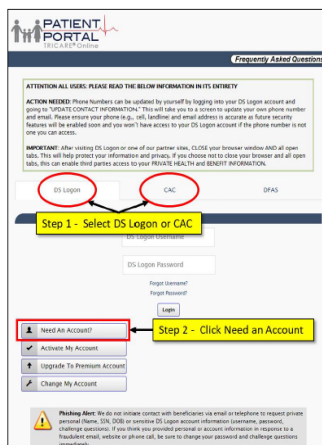 PATIENT
PORTAL
TRICARE® Online
Frequently Asked Questions
ATTENTION ALL USERS: PLEASE READ THE BELOW INFORMATION IN ITS ENTIRETY
ACTION NEEDED: Phone Numbers can be updated by yourself by logging into your DS Logon account and
going to "UPDATE CONTACT INFORMATION." This will take you to a screen to update your own phone number
and email. Please ensure your phone (e.g., cell, landline) and email address is accurate as future security
features will be enabled soon and you won't have access to your DS Logon account if the phone number is not
one you can access.
IMPORTANT: After visiting DS Logon or one of our partner sites, CLOSE your browser window AND all open
tabs. This will help protect your information and privacy. If you choose not to close your browser and all open
tabs, this can enable third parties access to your PRIVATE HEALTH and BENEFIT INFORMATION.
DS Logon
CAC
DFAS
Step 1 - Select DS Logon or CAC
DS Logon Username
DS Logon Password
Forgot Username?
Forgot Password?
Login
Need An Account?
Step 2 - Click Need an Account
Activate My Account
Upgrade To Premium Account
Change My Account
Phishing Alert: We do not initiate contact with beneficiaries via email or telephone to request private
personal (Name, SSN, DOB) or sensitive DS Logon account information (username, password,
challenge questions). If you think you provided personal or account information in response to a
fraudulent email, website or phone call, be sure to change your password and challenge questions
immediately.